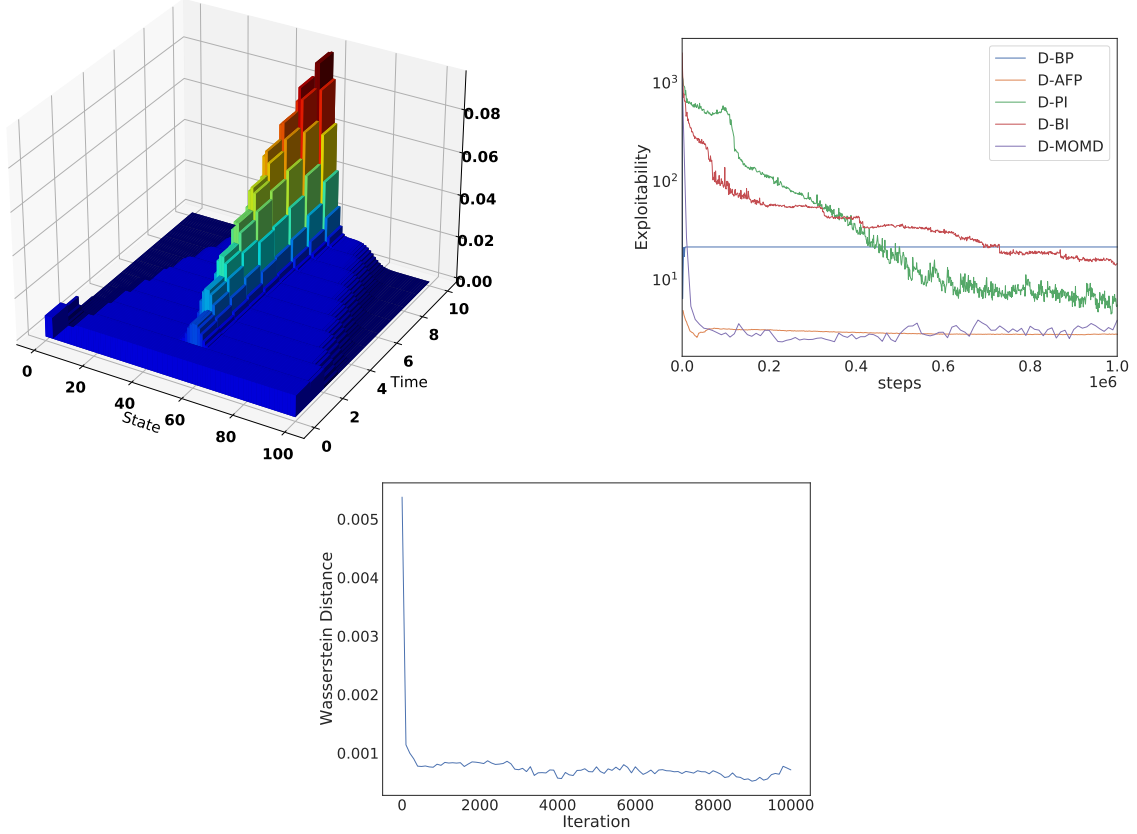 0.08
0.06
0.04
0.02
0.00
10
8
6
4
2
0
Time
0
20
40
60
80
100
State
10³
10²
10¹
Exploitability
D-BP
D-AFP
D-PI
D-BI
D-MOMD
0.0 0.2 0.4 0.6 0.8 1.0
1e6
steps
0.005
0.004
0.003
0.002
0.001
Wasserstein Distance
0 2000 4000 6000 8000 10000
Iteration